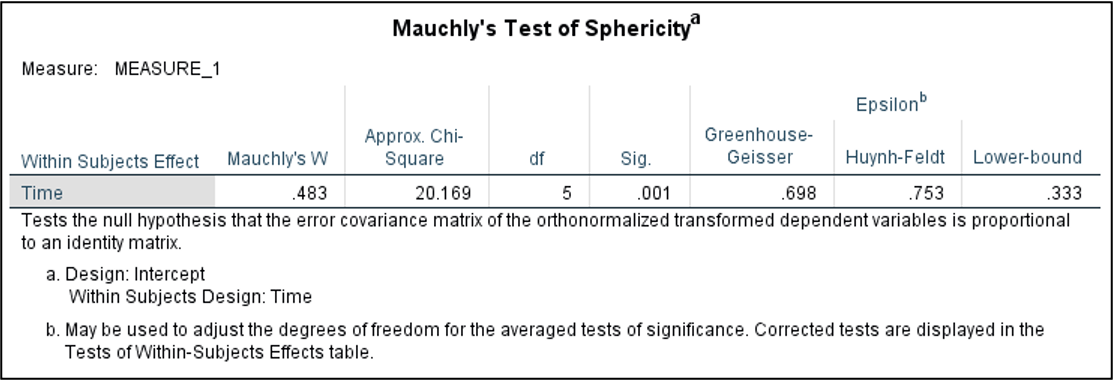 Mauchly's Test of Sphericityᵃ
Measure: MEASURE_1
Within Subjects Effect Mauchly's W Approx. Chi-Square df Sig. Epsilonᵇ
Greenhouse-Geisser Huynh-Feldt Lower-bound
Time .483 20.169 5 .001 .698 .753 .333
Tests the null hypothesis that the error covariance matrix of the orthonormalized transformed dependent variables is proportional
to an identity matrix.
a. Design: Intercept
Within Subjects Design: Time
b. May be used to adjust the degrees of freedom for the averaged tests of significance. Corrected tests are displayed in the
Tests of Within-Subjects Effects table.